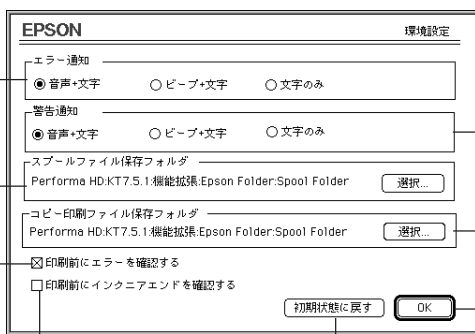 EPSON 環境設定
エラー通知
音声+文字 ビープ+文字 文字のみ
警告通知
音声+文字 ビープ+文字 文字のみ
スプールファイル保存フォルダ
Performa HD:KT7.5.1:機能拡張:Epson Folder:Spool Folder 選択...
コピー印刷ファイル保存フォルダ
Performa HD:KT7.5.1:機能拡張:Epson Folder:Spool Folder 選択...
印刷前にエラーを確認する
印刷前にインクニアエンドを確認する
初期状態に戻す OK